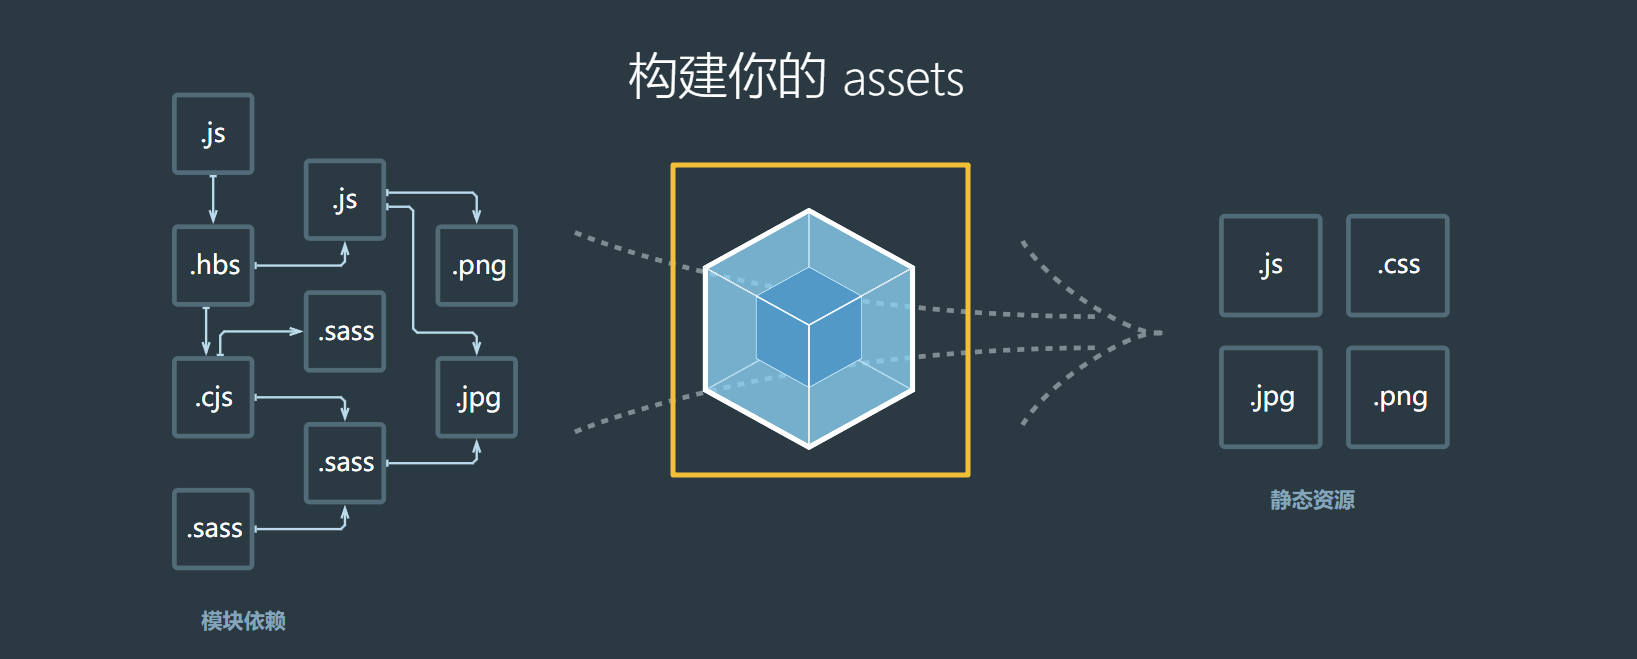 构建你的 assets
.js
.js
.hbs
.png
.sass
.cjs
.jpg
.sass
.sass
模块依赖
.js
.css
.jpg
.png
静态资源